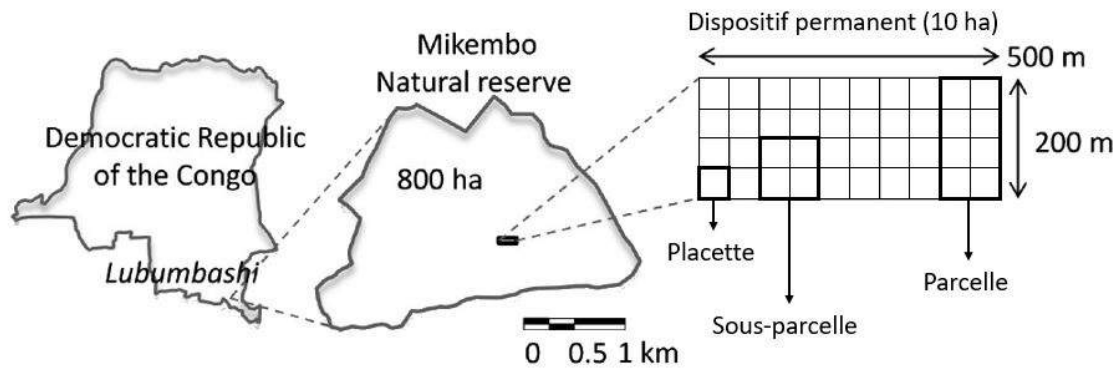 Democratic Republic
of the Congo
Lubumbashi
Mikembo
Natural reserve
800 ha
0 0.5 1 km
Dispositif permanent (10 ha)
500 m
200 m
Placette
Sous-parcelle
Parcelle